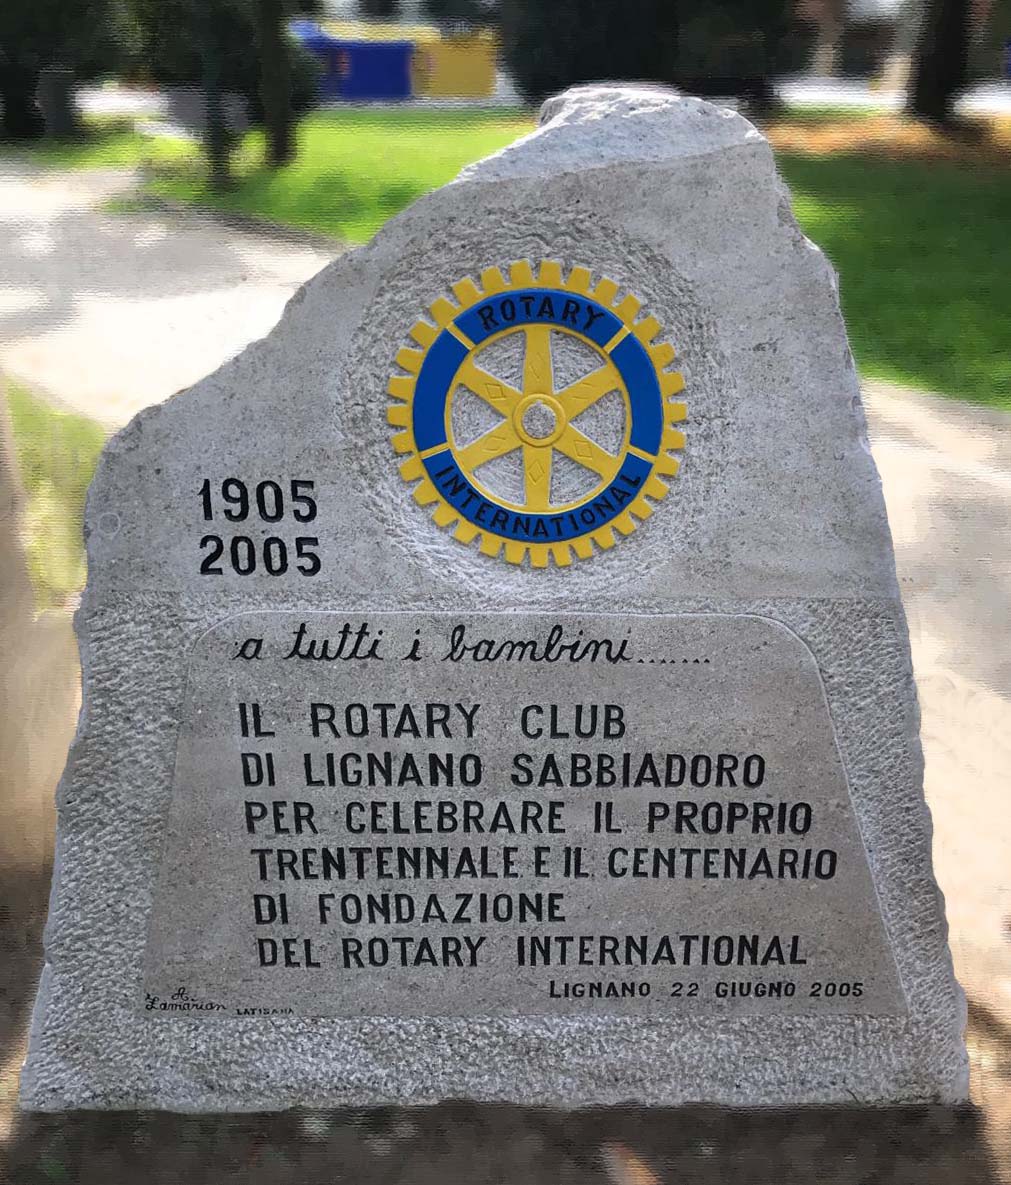 ROTARY
INTERNATIONAL
1905
2005
a tutti i bambini.......
IL ROTARY CLUB
DI LIGNANO SABBIADORO
PER CELEBRARE IL PROPRIO
TRENTENNALE E IL CENTENARIO
DI FONDAZIONE
DEL ROTARY INTERNATIONAL
LIGNANO 22 GIUGNO 2005
A Zamarian LATISANA